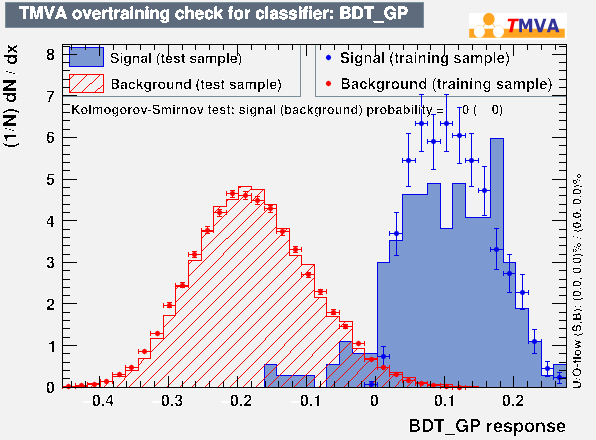 TMVA overtraining check for classifier: BDT_GP
TMVA
Signal (test sample)
Background (test sample)
Signal (training sample)
Background (training sample)
Kolmogorov-Smirnov test: signal (background) probability = 0 ( 0)
(1/N) dN / dx
8
7
6
5
4
3
2
1
0
-0.4 -0.3 -0.2 -0.1 0 0.1 0.2
BDT_GP response
U/O-flow (S,B): (0.0, 0.0)% / (0.0, 0.0)%